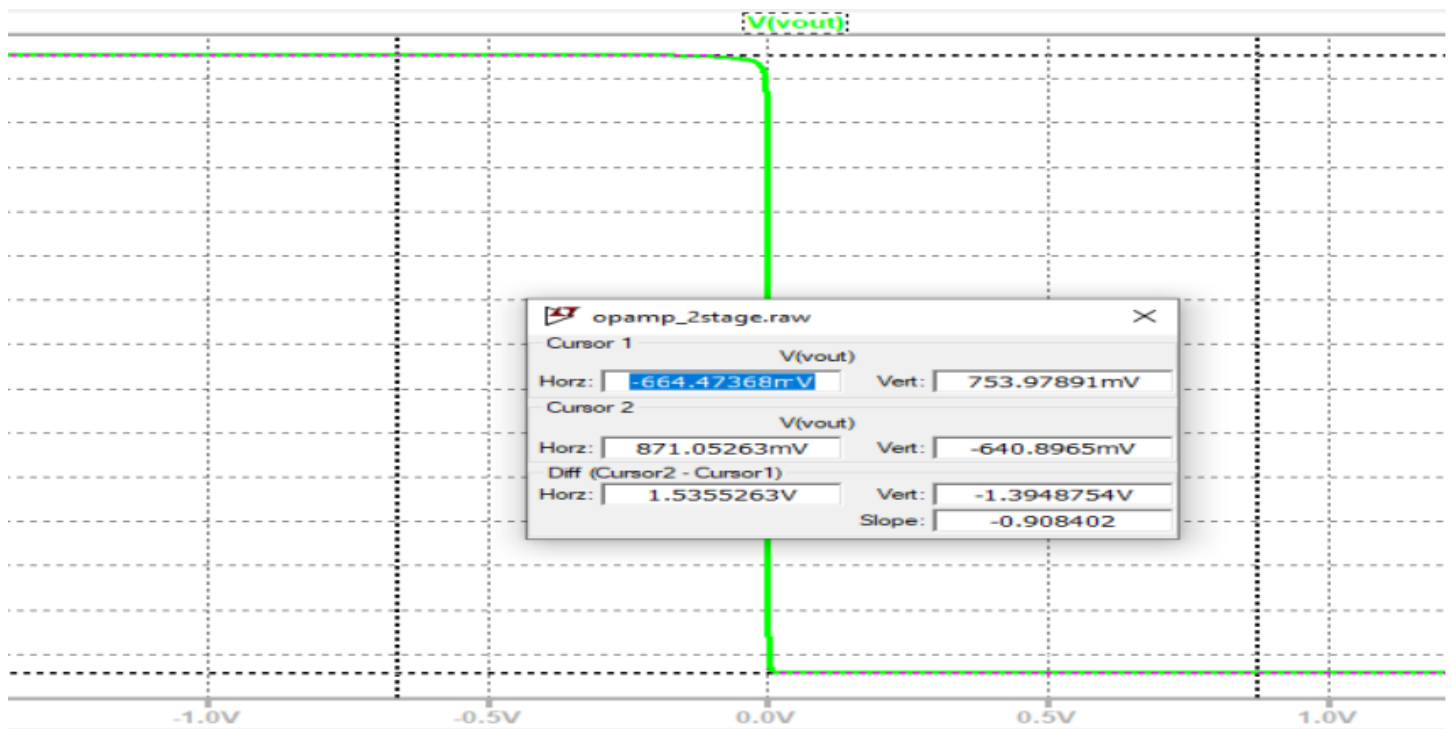 V(vout)
opamp_2stage.raw
Cursor 1
V(vout)
Horz: -664.47368mV Vert: 753.97891mV
Cursor 2
V(vout)
Horz: 871.05263mV Vert: -640.8965mV
Diff (Cursor2 - Cursor1)
Horz: 1.5355263V Vert: -1.3948754V
Slope: -0.908402
-1.0V -0.5V 0.0V 0.5V 1.0V